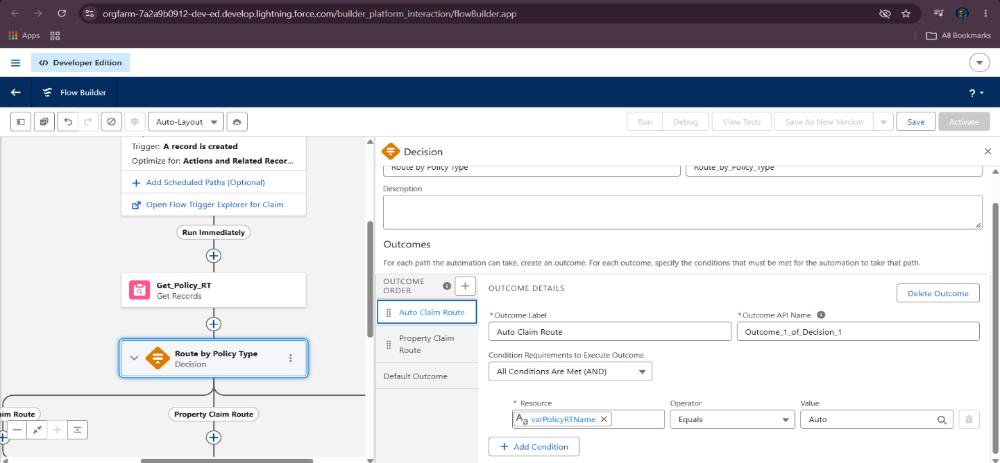 orgfarm-7a2a9b0912-dev-ed.develop.lightning.force.com/builder_platform_interaction/flowBuilder.app
Apps
All Bookmarks
</> Developer Edition
Flow Builder
?
Auto-Layout
Run
Debug
View Tests
Save As New Version
Save
Activate
Trigger: A record is created
Optimize for: Actions and Related Recor...
Add Scheduled Paths (Optional)
Open Flow Trigger Explorer for Claim
Run Immediately
Get_Policy_RT
Get Records
Route by Policy Type
Decision
aim Route
Property Claim Route
Decision
Route by Policy Type
Route_by_Policy_Type
Description
Outcomes
For each path the automation can take, create an outcome. For each outcome, specify the conditions that must be met for the automation to take that path.
OUTCOME
ORDER
Auto Claim Route
Property Claim
Route
Default Outcome
OUTCOME DETAILS
Delete Outcome
*Outcome Label
*Outcome API Name
Auto Claim Route
Outcome_1_of_Decision_1
Condition Requirements to Execute Outcome
All Conditions Are Met (AND)
* Resource
Operator
Value
Aa varPolicyRTName
Equals
Auto
Add Condition